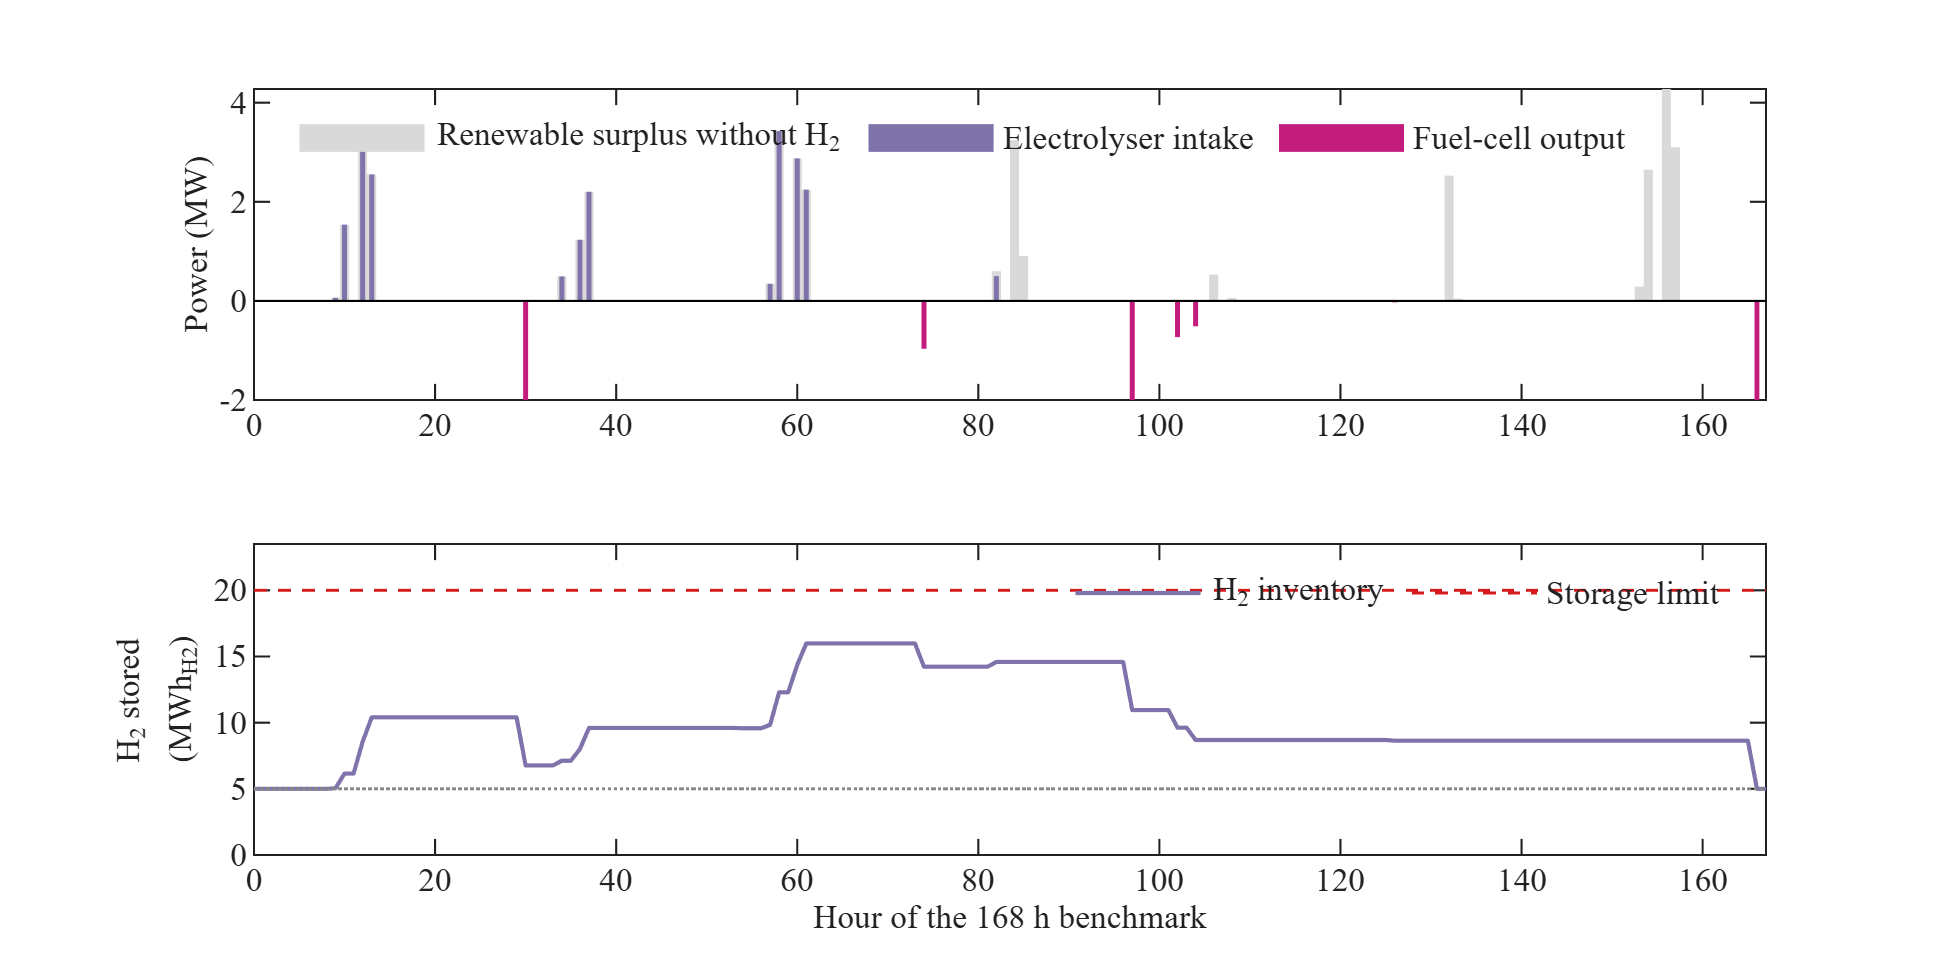 4
2
0
-2
Power (MW)
Renewable surplus without H₂
Electrolyser intake
Fuel-cell output
0 20 40 60 80 100 120 140 160
20
15
10
5
0
H₂ stored
(MWh_H2)
H₂ inventory
Storage limit
0 20 40 60 80 100 120 140 160
Hour of the 168 h benchmark